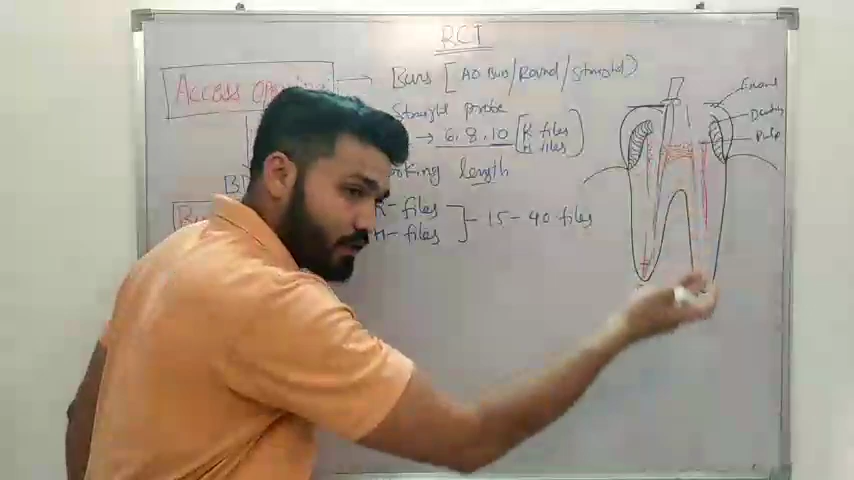 RCT
Access Opening
Burs [AO Burs/Round/Straight)
Straight probe
6, 8, 10 [K files
H files
length
K-files
H-files
15-40 files
Enamel
Dentin
Pulp